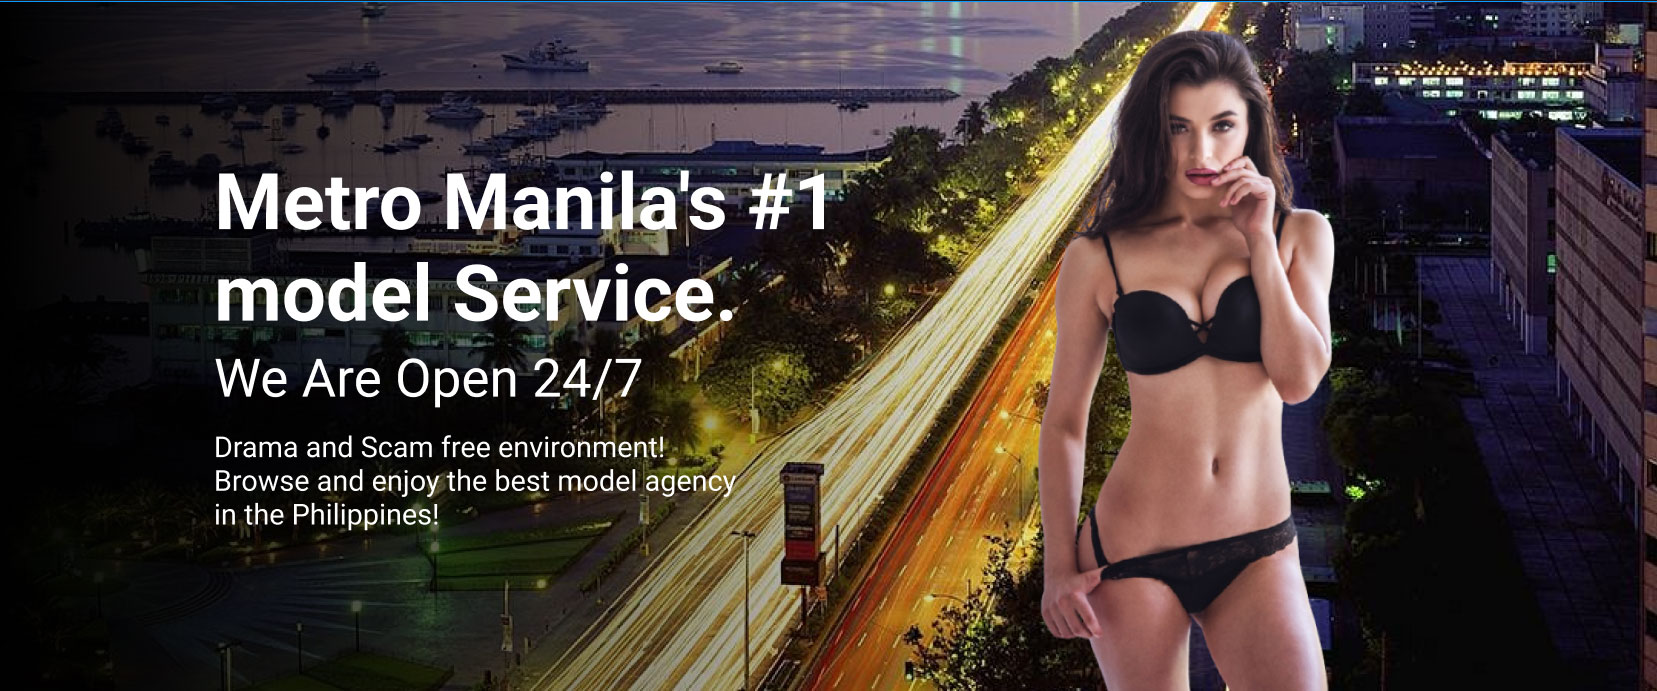 Metro Manila's #1
model Service.
We Are Open 24/7
Drama and Scam free environment!
Browse and enjoy the best model agency
in the Philippines!